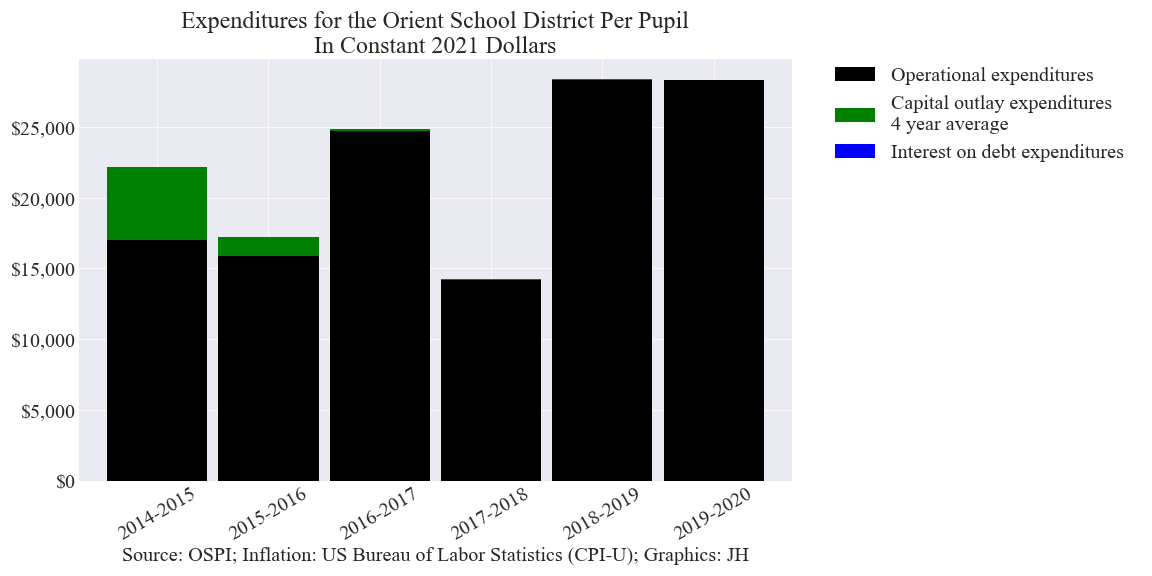 Expenditures for the Orient School District Per Pupil
In Constant 2021 Dollars
Operational expenditures
Capital outlay expenditures
4 year average
Interest on debt expenditures
$25,000
$20,000
$15,000
$10,000
$5,000
$0
2014-2015
2015-2016
2016-2017
2017-2018
2018-2019
2019-2020
Source: OSPI; Inflation: US Bureau of Labor Statistics (CPI-U); Graphics: JH